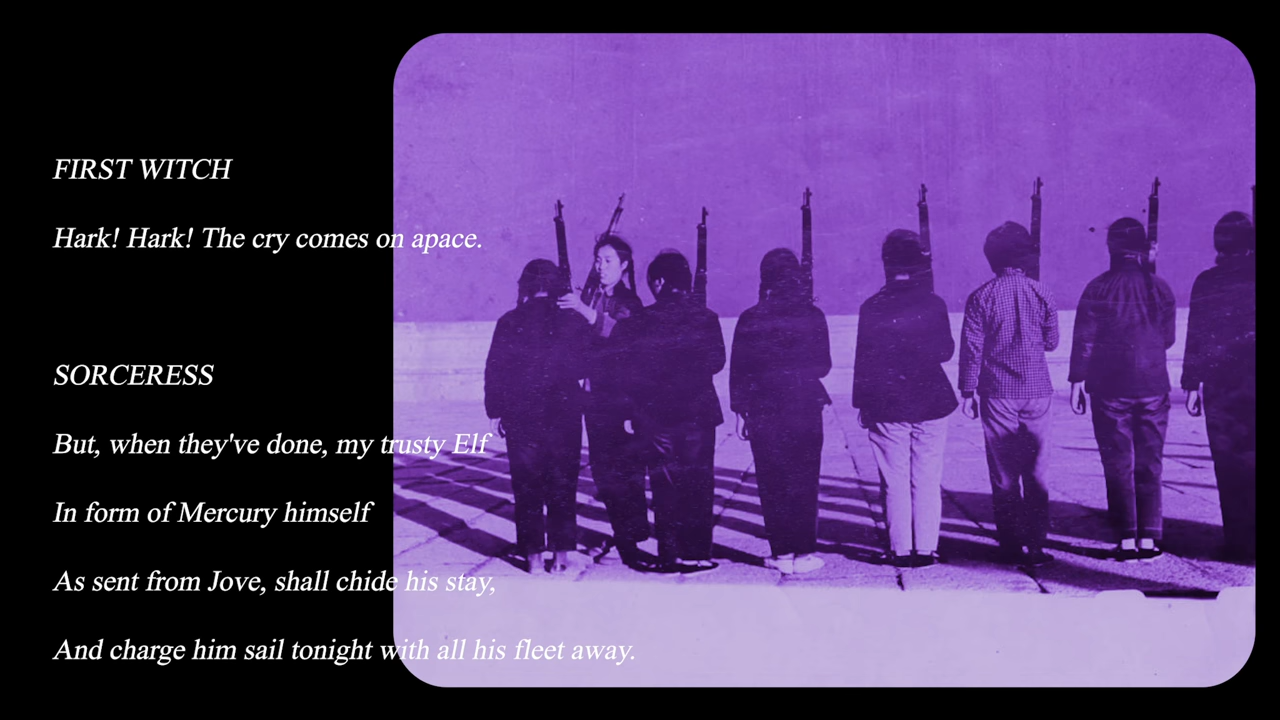 FIRST WITCH
Hark! Hark! The cry comes on apace.
SORCERESS
But, when they've done, my trusty Elf
In form of Mercury himself
As sent from Jove, shall chide his stay,
And charge him sail tonight with all his fleet away.